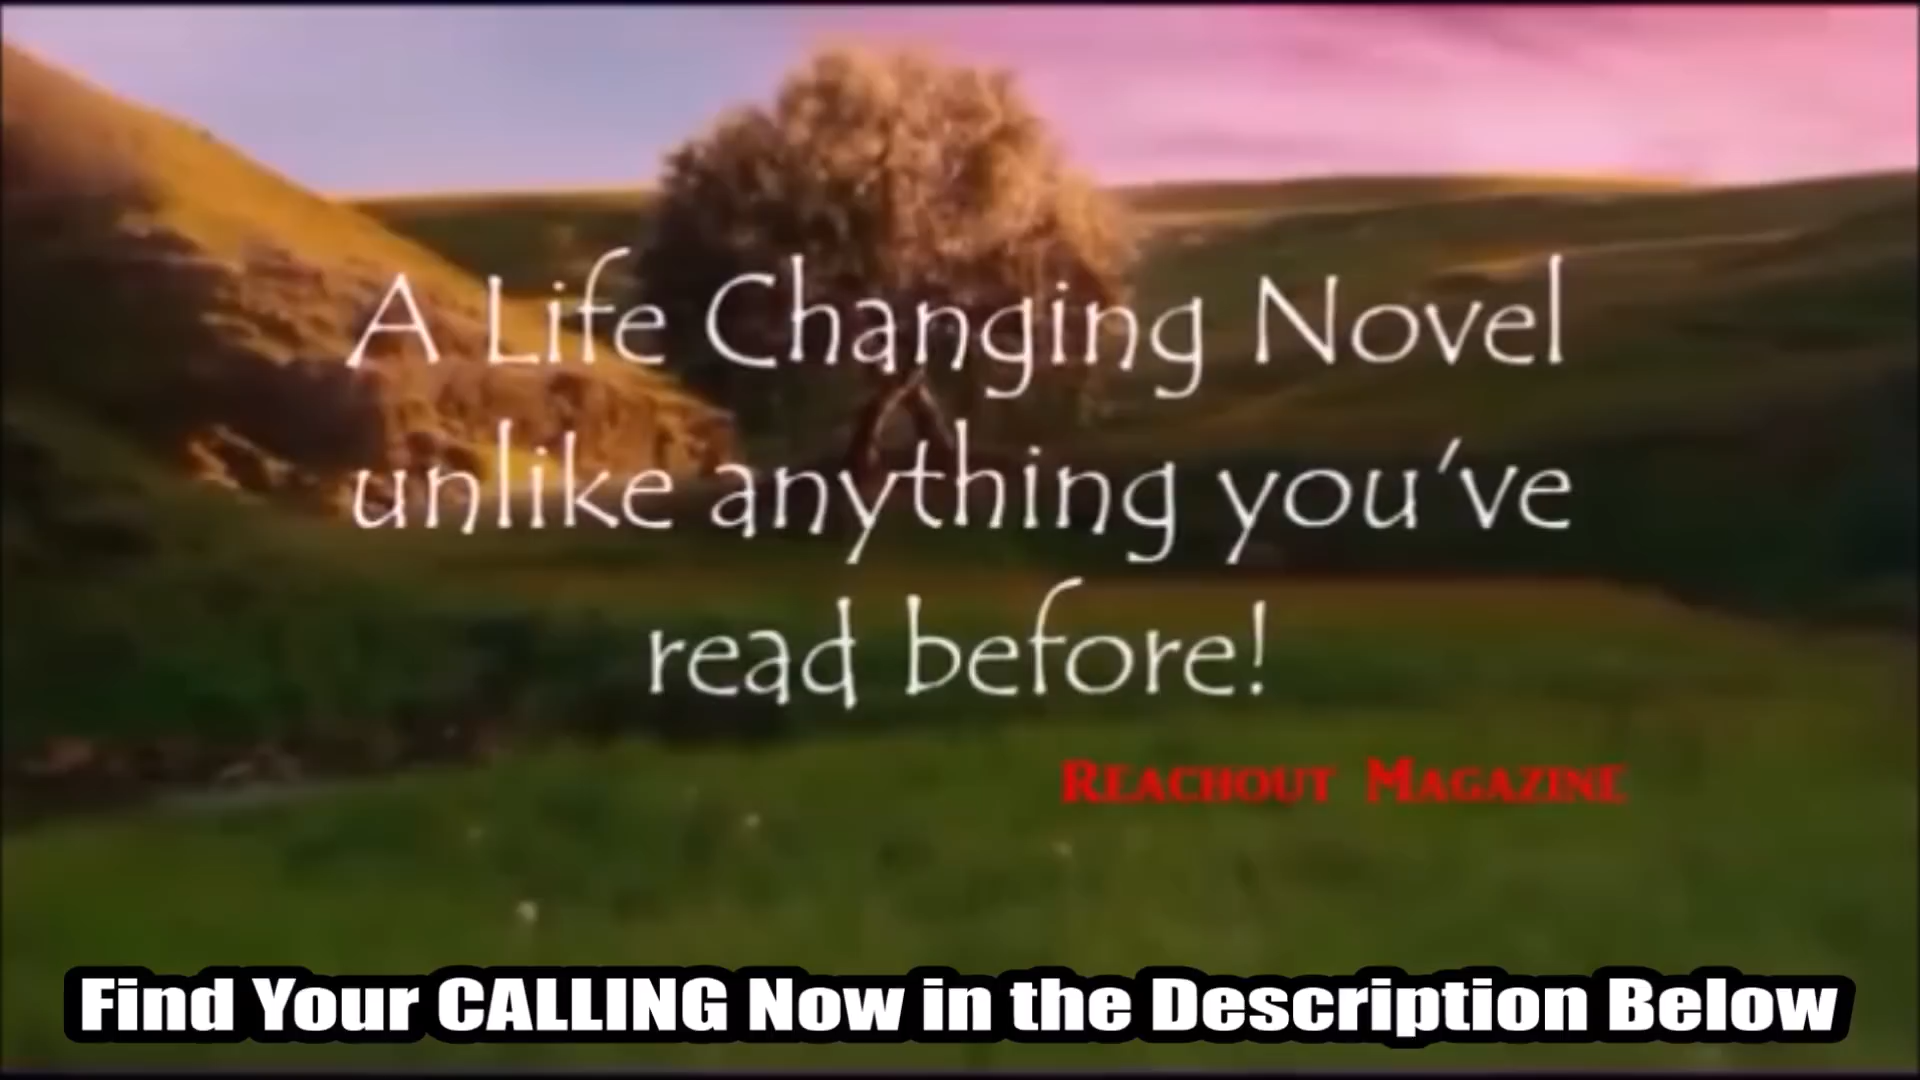 A Life Changing Novel
unlike anything you've
read before!
REACHOUT MAGAZINE
Find Your CALLING Now in the Description Below